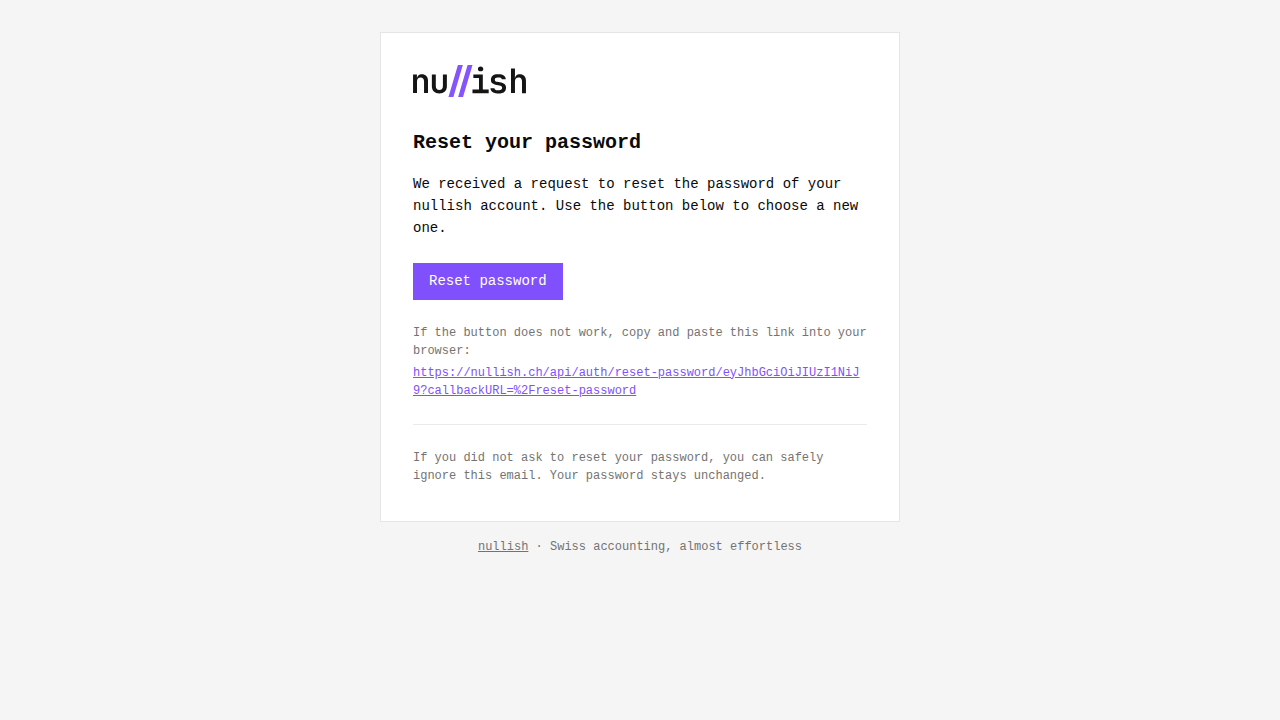 nu//ish
Reset your password
We received a request to reset the password of your
nullish account. Use the button below to choose a new
one.
Reset password
If the button does not work, copy and paste this link into your
browser:
https://nullish.ch/api/auth/reset-password/eyJhbGciOiJIUzI1NiJ
9?callbackURL=%2Freset-password
If you did not ask to reset your password, you can safely
ignore this email. Your password stays unchanged.
nullish · Swiss accounting, almost effortless